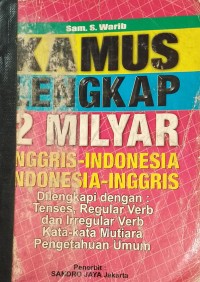 Sam. S. Warib
KAMUS
LENGKAP
2 MILYAR
INGGRIS-INDONESIA
INDONESIA-INGGRIS
Dilengkapi dengan :
Tenses, Regular Verb
dan Irregular Verb
Kata-kata Mutiara
Pengetahuan Umum
Penerbit
SANDRO JAYA Jakarta